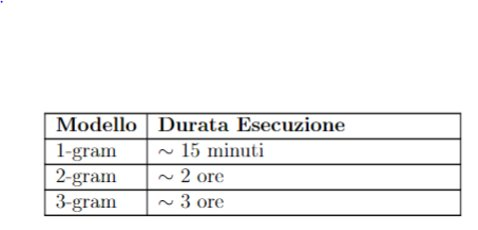 Modello Durata Esecuzione
1-gram ∼ 15 minuti
2-gram ∼ 2 ore
3-gram ∼ 3 ore